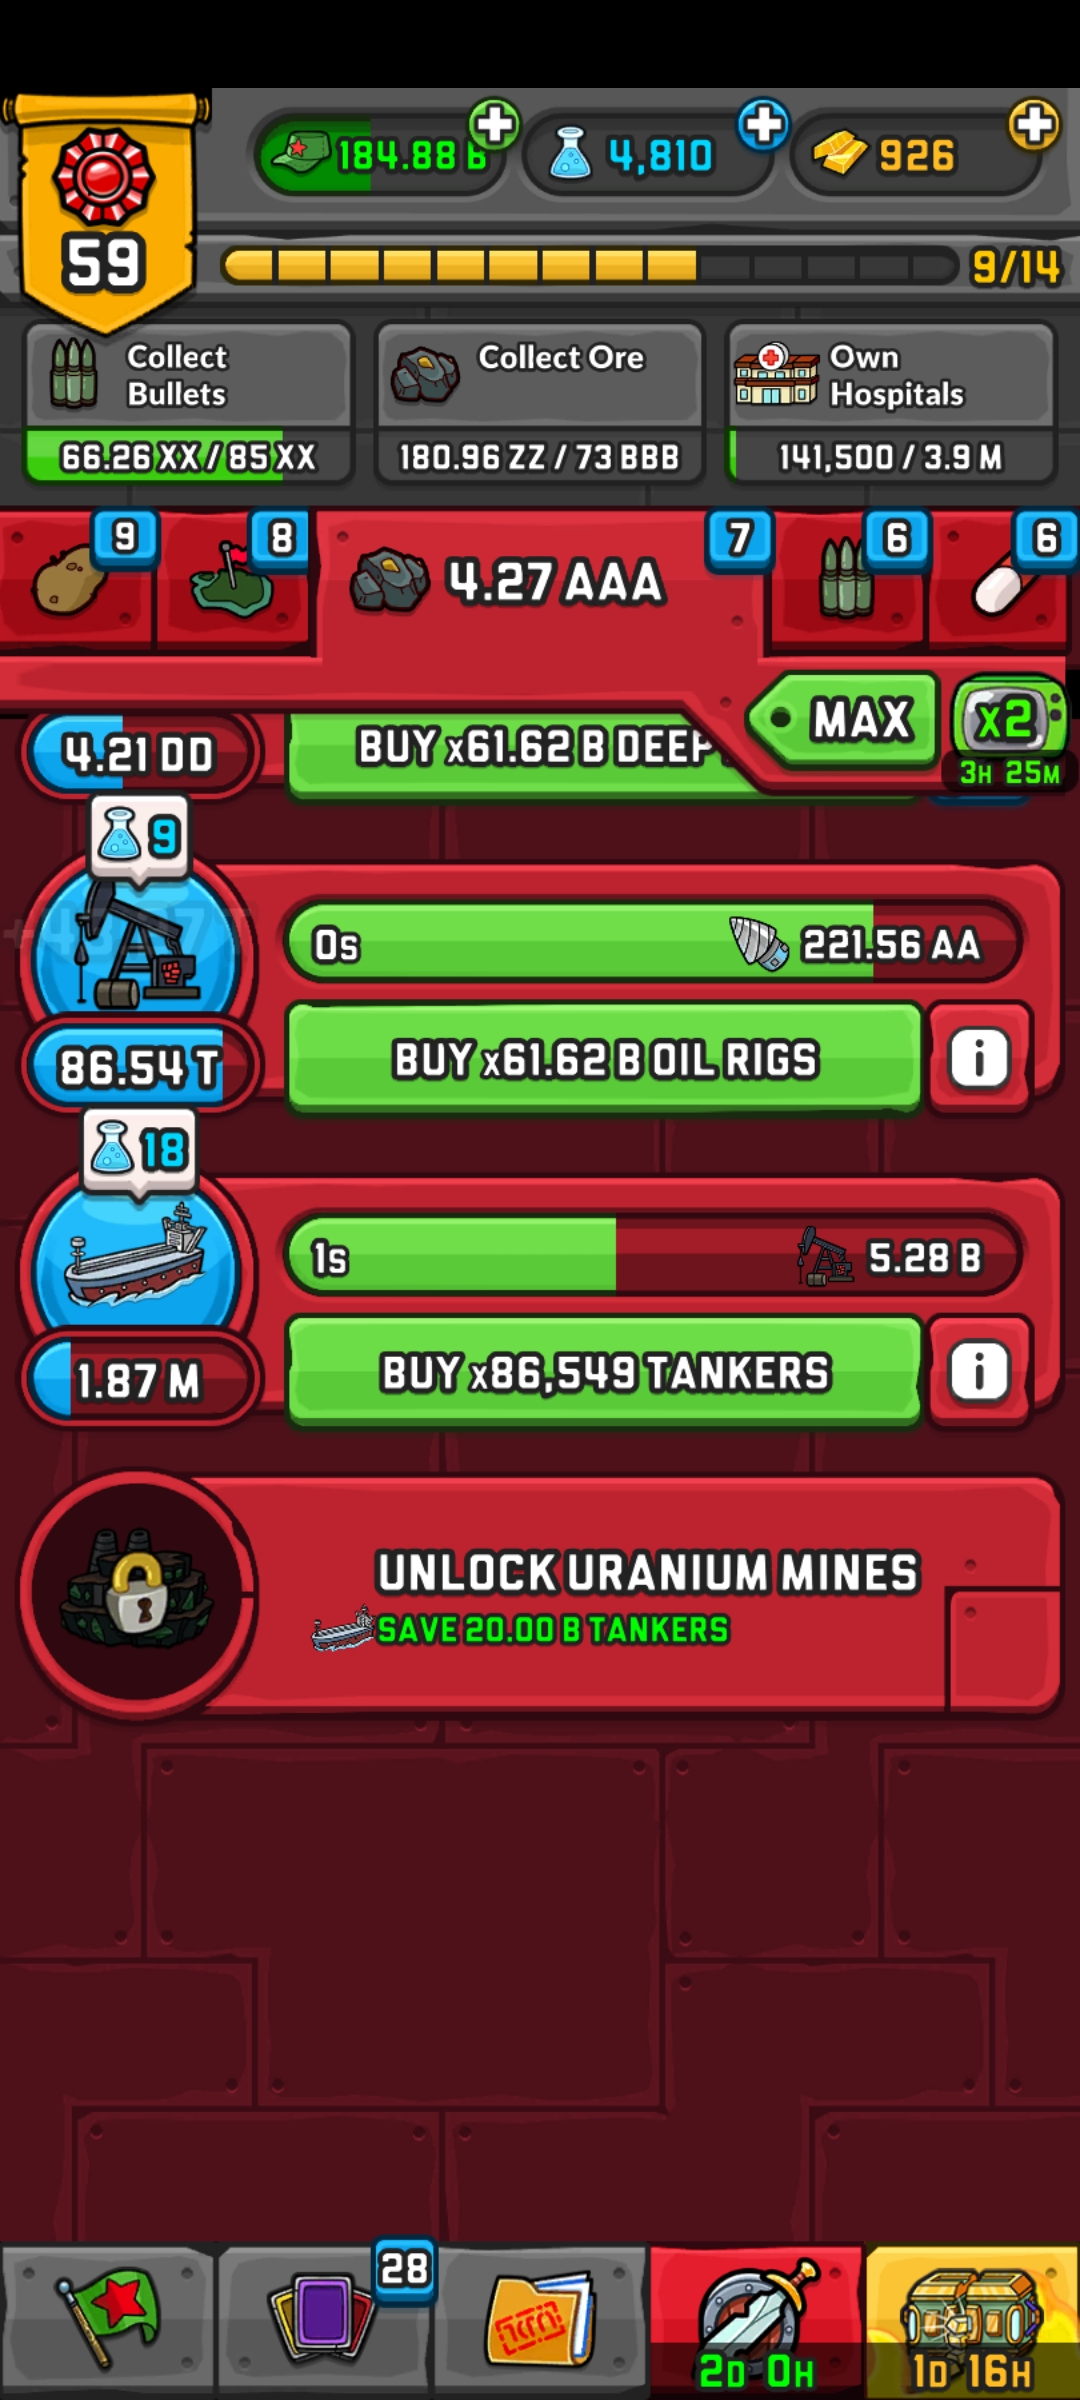 184.88 B
4,810
926
59
9/14
Collect
Bullets
66.26 XX / 85 XX
Collect Ore
180.96 ZZ / 73 BBB
Own
Hospitals
141,500 / 3.9 M
9
8
4.27 AAA
7
6
6
MAX
x2
3H 25M
4.21 DD
BUY x61.62 B DEEP
9
0s
221.56 AA
86.54 T
BUY x61.62 B OIL RIGS
i
18
1s
5.28 B
1.87 M
BUY x86,549 TANKERS
i
UNLOCK URANIUM MINES
SAVE 20.00 B TANKERS
28
2D 0H
1D 16H